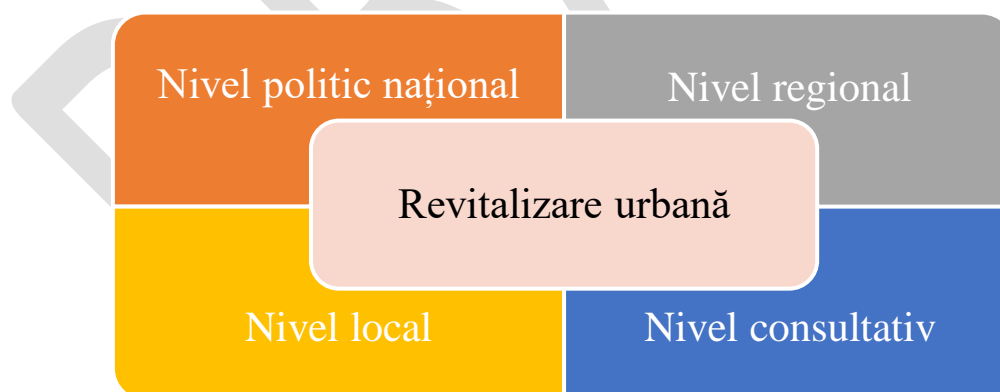 Nivel politic național
Nivel regional
Revitalizare urbană
Nivel local
Nivel consultativ